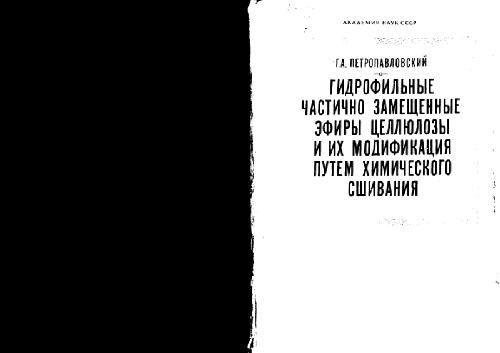 АКАДЕМИЯ НАУК СССР
Г.А. ПЕТРОПАВЛОВСКИЙ
ГИДРОФИЛЬНЫЕ
ЧАСТИЧНО ЗАМЕЩЕННЫЕ
ЭФИРЫ ЦЕЛЛЮЛОЗЫ
И ИХ МОДИФИКАЦИЯ
ПУТЕМ ХИМИЧЕСКОГО
СШИВАНИЯ